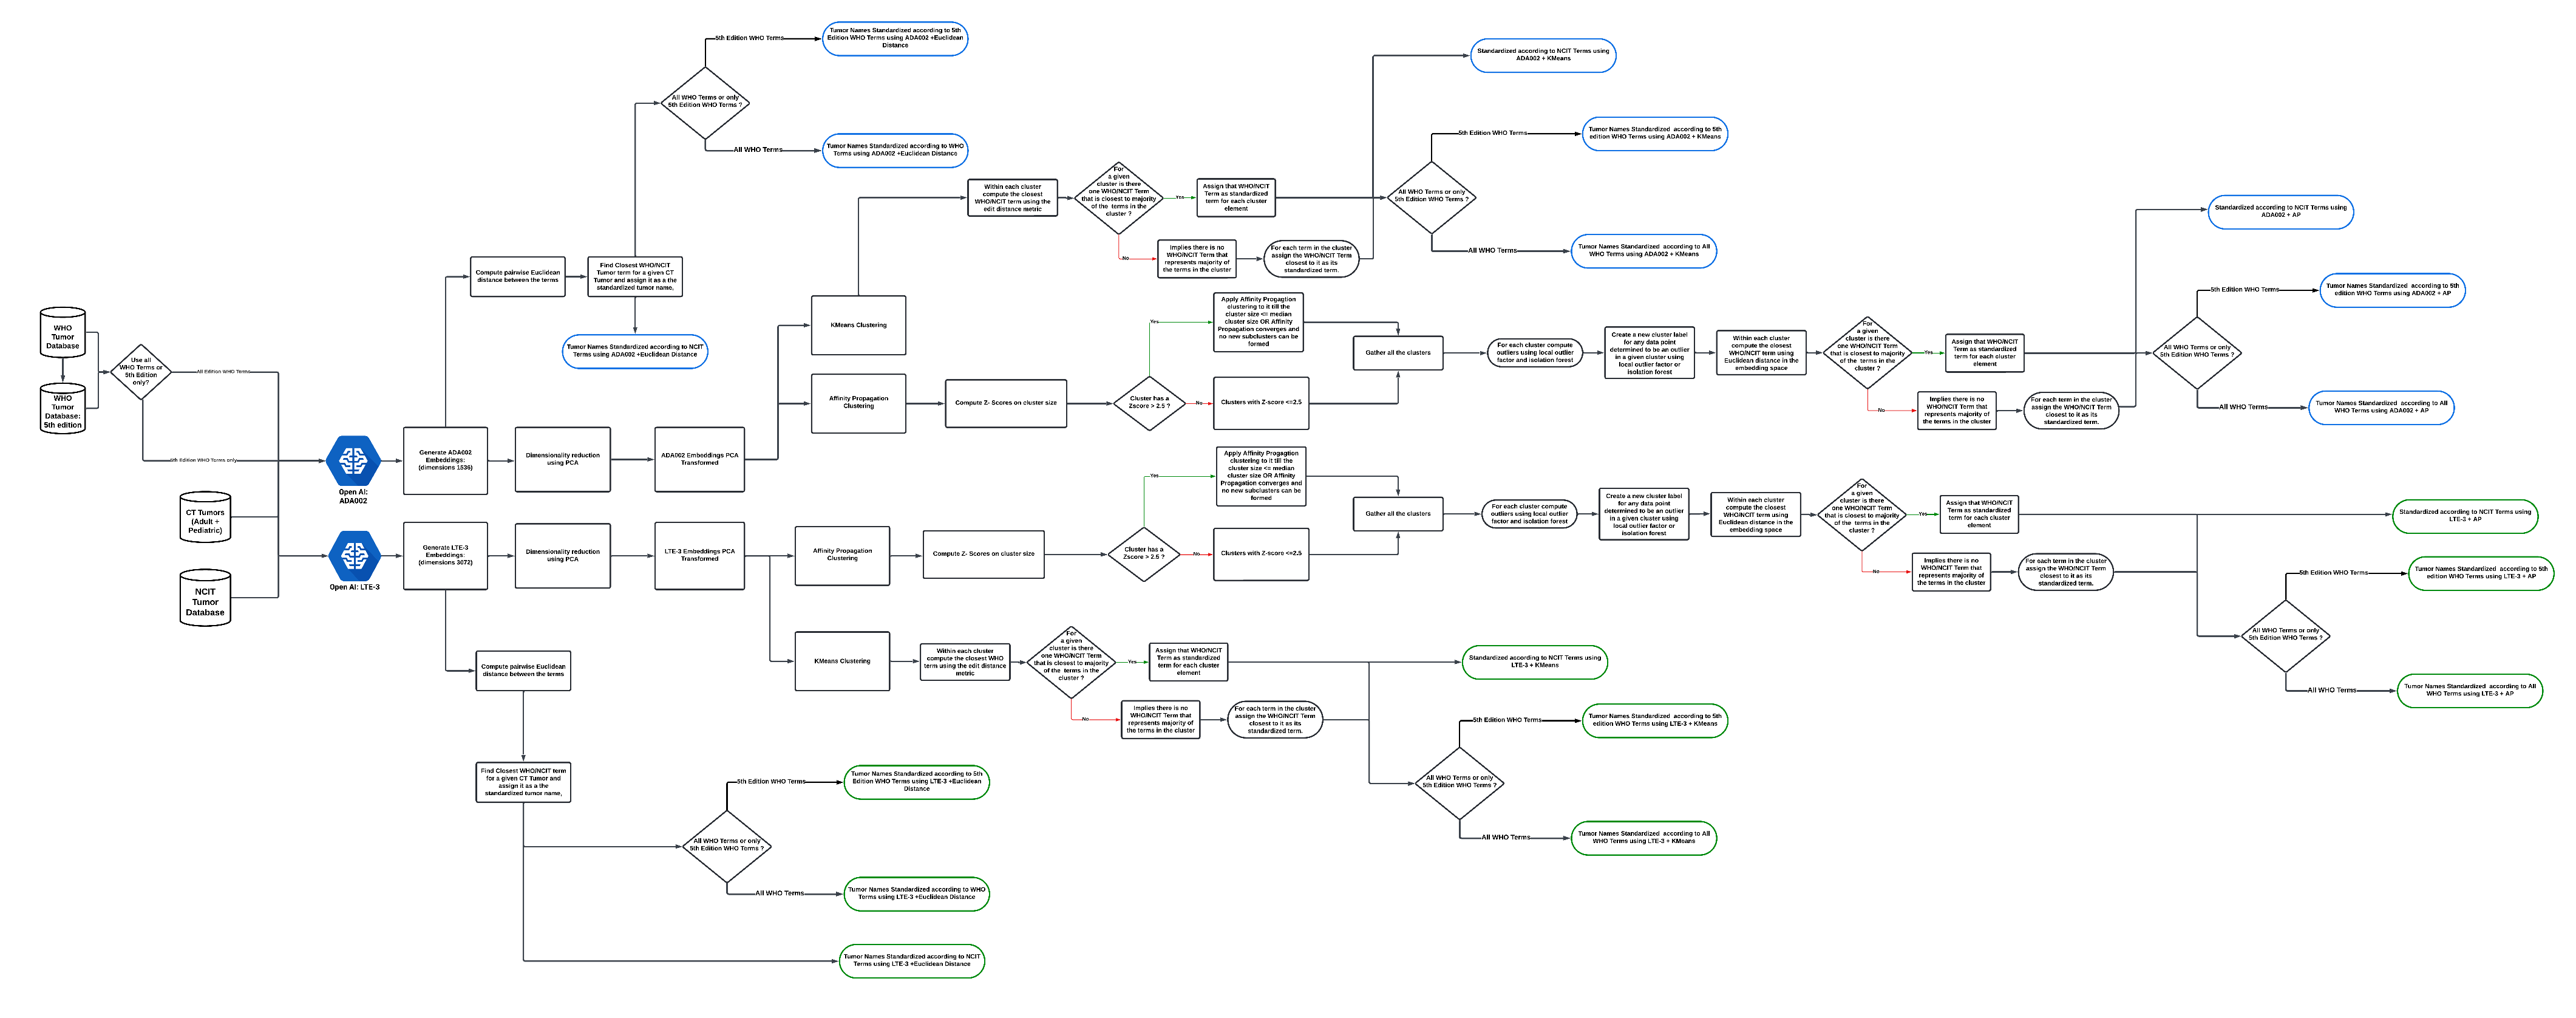 WHO
Tumor
Database
WHO
Tumor
Database:
5th edition
Use all
WHO Terms or
5th Edition
only?
All Edition WHO Terms
5th Edition WHO Terms only
CT Tumors
(Adult +
Pediatric)
NCIT
Tumor
Database
Open AI:
ADA002
Open AI: LTE-3
Generate ADA002
Embeddings:
(dimensions 1536)
Dimensionality reduction
using PCA
ADA002 Embeddings PCA
Transformed
Compute pairwise Euclidean
distance between the terms
Find Closest WHO/NCIT
Tumor term for a given CT
Tumor and assign it as a the
standardized tumor name,
Tumor Names Standardized according to NCIT
Terms using ADA002 +Euclidean Distance
All WHO Terms or only
5th Edition WHO Terms ?
5th Edition WHO Terms
Tumor Names Standardized according to 5th
Edition WHO Terms using ADA002 +Euclidean
Distance
All WHO Terms
Tumor Names Standardized according to WHO
Terms using ADA002 +Euclidean Distance
KMeans Clustering
Within each cluster
compute the closest
WHO/NCIT term using the
edit distance metric
For
a given
cluster is there
one WHO/NCIT Term
that is closest to majority
of the  terms in the
cluster ?
Yes
Assign that WHO/NCIT
Term as standardized
term for each cluster
element
No
Implies there is no
WHO/NCIT Term that
represents majority of
the terms in the cluster
For each term in the cluster
assign the WHO/NCIT Term
closest to it as its
standardized term.
Standardized according to NCIT Terms using
ADA002 + KMeans
All WHO Terms or only
5th Edition WHO Terms ?
5th Edition WHO Terms
Tumor Names Standardized  according to 5th
edition WHO Terms using ADA002 + KMeans
All WHO Terms
Tumor Names Standardized  according to All
WHO Terms using ADA002 + KMeans
Affinity Propagation
Clustering
Compute Z- Scores on cluster size
Cluster has a
Zscore > 2.5 ?
Yes
Apply Affinity Propagtion
clustering to it till the
cluster size <= median
cluster size OR Affinity
Propagation converges and
no new subclusters can be
formed
No
Clusters with Z-score <=2.5
Gather all the clusters
For each cluster compute
outliers using local outlier
factor and isolation forest
Create a new cluster label
for any data point
determined to be an outlier
in a given cluster using
local outlier factor or
isolation forest
Within each cluster
compute the closest
WHO/NCIT term using
Euclidean distance in the
embedding space
For
a given
cluster is there
one WHO/NCIT Term
that is closest to majority
of the  terms in the
cluster ?
Yes
Assign that WHO/NCIT
Term as standardized
term for each cluster
element
No
Implies there is no
WHO/NCIT Term that
represents majority of
the terms in the cluster
For each term in the cluster
assign the WHO/NCIT Term
closest to it as its
standardized term.
Standardized according to NCIT Terms using
ADA002 + AP
All WHO Terms or only
5th Edition WHO Terms ?
5th Edition WHO Terms
Tumor Names Standardized  according to 5th
edition WHO Terms using ADA002 + AP
All WHO Terms
Tumor Names Standardized  according to All
WHO Terms using ADA002 + AP
Generate LTE-3
Embeddings:
(dimensions 3072)
Dimensionality reduction
using PCA
LTE-3 Embeddings PCA
Transformed
Affinity Propagation
Clustering
Compute Z- Scores on cluster size
Cluster has a
Zscore > 2.5 ?
Yes
Apply Affinity Propagtion
clustering to it till the
cluster size <= median
cluster size OR Affinity
Propagation converges and
no new subclusters can be
formed
No
Clusters with Z-score <=2.5
Gather all the clusters
For each cluster compute
outliers using local outlier
factor and isolation forest
Create a new cluster label
for any data point
determined to be an outlier
in a given cluster using
local outlier factor or
isolation forest
Within each cluster
compute the closest
WHO/NCIT term using
Euclidean distance in the
embedding space
For
a given
cluster is there
one WHO/NCIT Term
that is closest to majority
of the  terms in the
cluster ?
Yes
Assign that WHO/NCIT
Term as standardized
term for each cluster
element
No
Implies there is no
WHO/NCIT Term that
represents majority of
the terms in the cluster
For each term in the cluster
assign the WHO/NCIT Term
closest to it as its
standardized term.
Standardized according to NCIT Terms using
LTE-3 + AP
All WHO Terms or only
5th Edition WHO Terms ?
5th Edition WHO Terms
Tumor Names Standardized  according to 5th
edition WHO Terms using LTE-3 + AP
All WHO Terms
Tumor Names Standardized  according to All
WHO Terms using LTE-3 + AP
KMeans Clustering
Within each cluster
compute the closest WHO
term using the edit distance
metric
For
a given
cluster is there
one WHO/NCIT Term
that is closest to majority
of the  terms in the
cluster ?
Yes
Assign that WHO/NCIT
Term as standardized
term for each cluster
element
No
Implies there is no
WHO/NCIT Term that
represents majority of
the terms in the cluster
For each term in the cluster
assign the WHO/NCIT Term
closest to it as its
standardized term.
Standardized according to NCIT Terms using
LTE-3 + KMeans
All WHO Terms or only
5th Edition WHO Terms ?
5th Edition WHO Terms
Tumor Names Standardized  according to 5th
edition WHO Terms using LTE-3 + KMeans
All WHO Terms
Tumor Names Standardized  according to All
WHO Terms using LTE-3 + KMeans
Compute pairwise Euclidean
distance between the terms
Find Closest WHO/NCIT term
for a given CT Tumor and
assign it as a the
standardized tumor name,
All WHO Terms or only
5th Edition WHO Terms ?
5th Edition WHO Terms
Tumor Names Standardized according to 5th
Edition WHO Terms using LTE-3 +Euclidean
Distance
All WHO Terms
Tumor Names Standardized according to WHO
Terms using LTE-3 +Euclidean Distance
Tumor Names Standardized according to NCIT
Terms using LTE-3 +Euclidean Distance